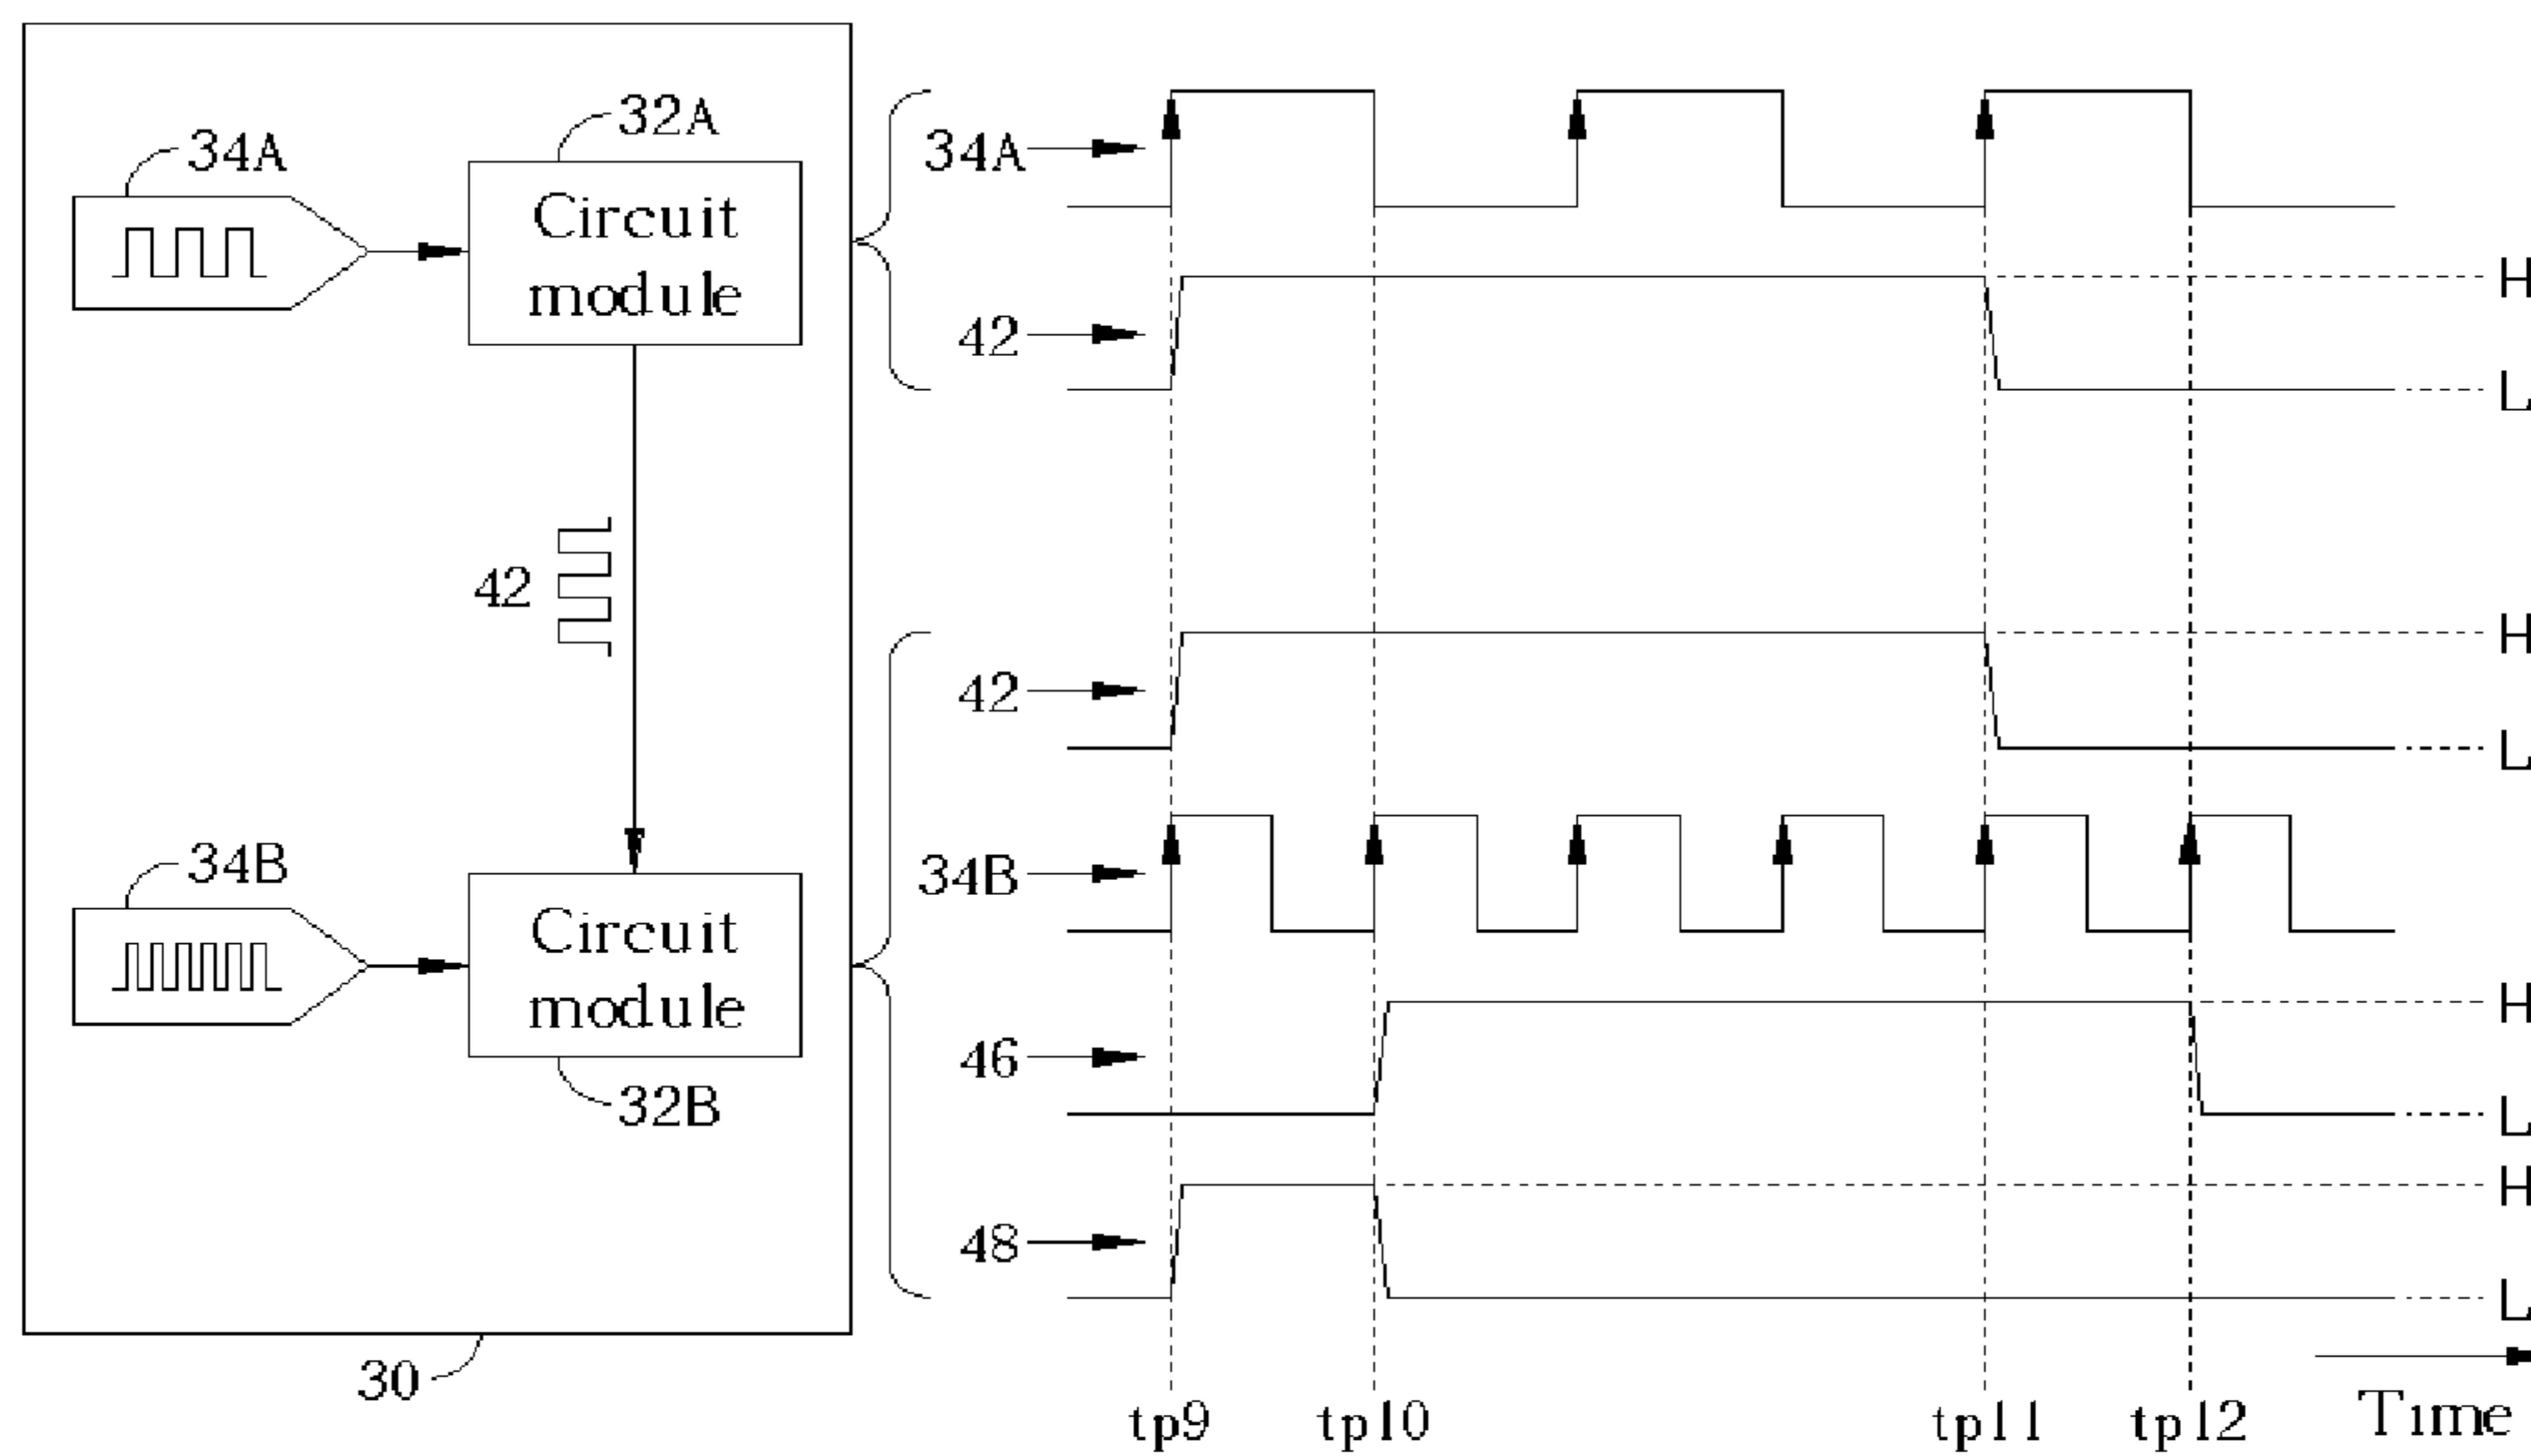 32A
34A
Circuit
module
42
34B
Circuit
module
32B
30
34A
42
H
L
42
H
L
34B
46
H
L
48
H
L
tp9
tp10
tp11
tp12
Time